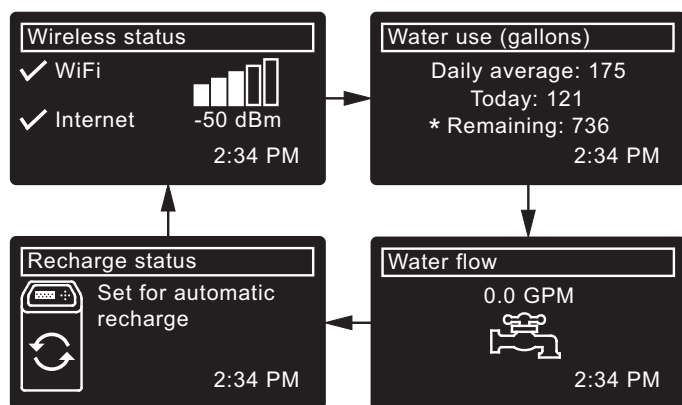 Wireless status
WiFi
Internet
-50 dBm
2:34 PM
Water use (gallons)
Daily average: 175
Today: 121
* Remaining: 736
2:34 PM
Recharge status
Set for automatic
recharge
2:34 PM
Water flow
0.0 GPM
2:34 PM